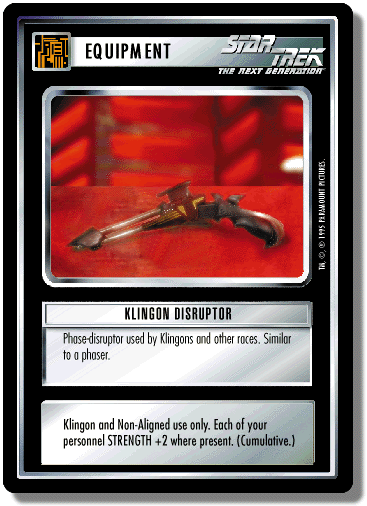 EQUIPMENT
STAR TREK
THE NEXT GENERATION
TM, ©, ® 1995 PARAMOUNT PICTURES.
KLINGON DISRUPTOR
Phase-disruptor used by Klingons and other races. Similar
to a phaser.
Klingon and Non-Aligned use only. Each of your
personnel STRENGTH +2 where present. (Cumulative.)